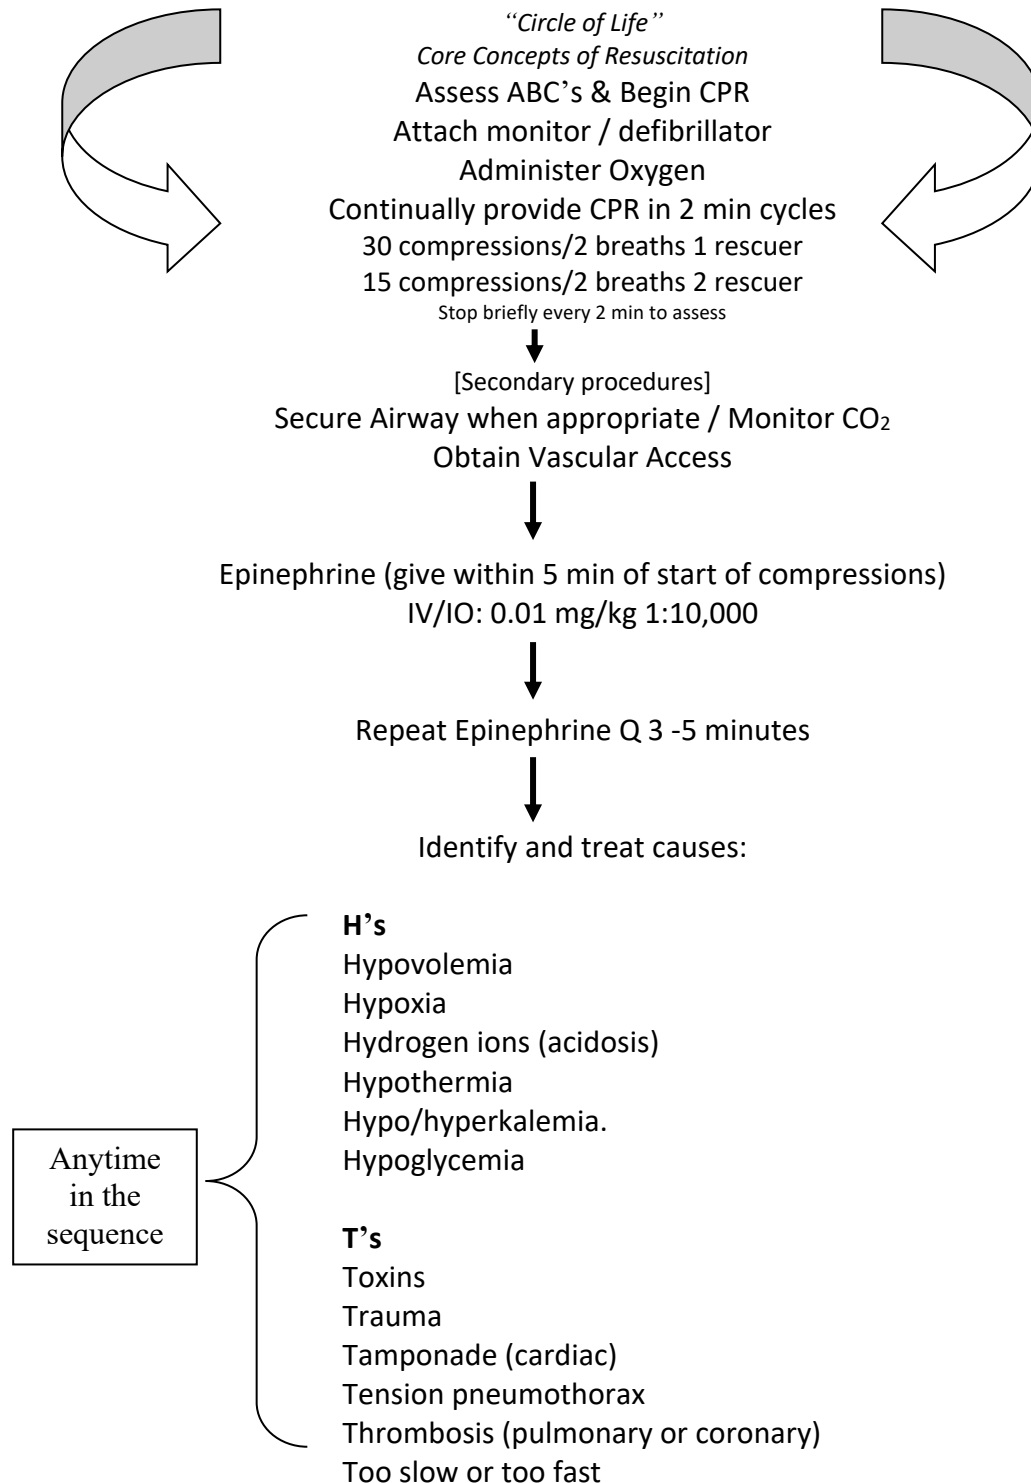 “Circle of Life”
Core Concepts of Resuscitation
Assess ABC’s & Begin CPR
Attach monitor / defibrillator
Administer Oxygen
Continually provide CPR in 2 min cycles
30 compressions/2 breaths 1 rescuer
15 compressions/2 breaths 2 rescuer
Stop briefly every 2 min to assess
[Secondary procedures]
Secure Airway when appropriate / Monitor CO₂
Obtain Vascular Access
Epinephrine (give within 5 min of start of compressions)
IV/IO: 0.01 mg/kg 1:10,000
Repeat Epinephrine Q 3 -5 minutes
Identify and treat causes:
H’s
Hypovolemia
Hypoxia
Hydrogen ions (acidosis)
Hypothermia
Hypo/hyperkalemia.
Hypoglycemia
Anytime
in the
sequence
T’s
Toxins
Trauma
Tamponade (cardiac)
Tension pneumothorax
Thrombosis (pulmonary or coronary)
Too slow or too fast